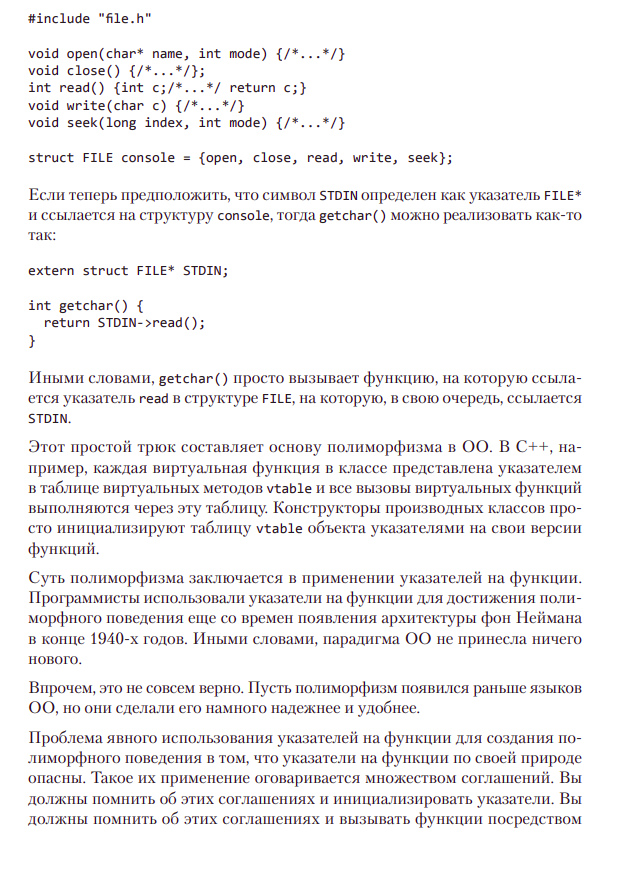 #include "file.h"
void open(char* name, int mode) {/*...*/}
void close() {/*...*/};
int read() {int c;/*...*/ return c;}
void write(char c) {/*...*/}
void seek(long index, int mode) {/*...*/}
struct FILE console = {open, close, read, write, seek};
Если теперь предположить, что символ STDIN определен как указатель FILE*
и ссылается на структуру console, тогда getchar() можно реализовать как-то
так:
extern struct FILE* STDIN;
int getchar() {
  return STDIN->read();
}
Иными словами, getchar() просто вызывает функцию, на которую ссыла-
ется указатель read в структуре FILE, на которую, в свою очередь, ссылается
STDIN.
Этот простой трюк составляет основу полиморфизма в ОО. В C++, на-
пример, каждая виртуальная функция в классе представлена указателем
в таблице виртуальных методов vtable и все вызовы виртуальных функций
выполняются через эту таблицу. Конструкторы производных классов про-
сто инициализируют таблицу vtable объекта указателями на свои версии
функций.
Суть полиморфизма заключается в применении указателей на функции.
Программисты использовали указатели на функции для достижения поли-
морфного поведения еще со времен появления архитектуры фон Неймана
в конце 1940-х годов. Иными словами, парадигма ОО не принесла ничего
нового.
Впрочем, это не совсем верно. Пусть полиморфизм появился раньше языков
ОО, но они сделали его намного надежнее и удобнее.
Проблема явного использования указателей на функции для создания по-
лиморфного поведения в том, что указатели на функции по своей природе
опасны. Такое их применение оговаривается множеством соглашений. Вы
должны помнить об этих соглашениях и инициализировать указатели. Вы
должны помнить об этих соглашениях и вызывать функции посредством